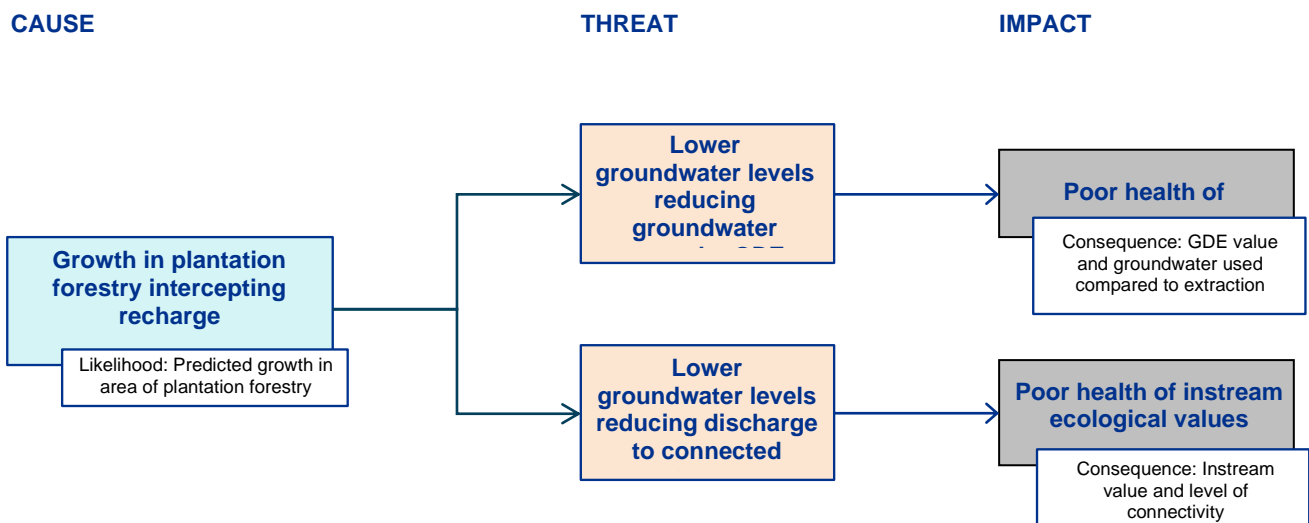 CAUSE
THREAT
IMPACT
Lower
groundwater levels
reducing
groundwater
Poor health of
Consequence: GDE value
and groundwater used
compared to extraction
Growth in plantation
forestry intercepting
recharge
Likelihood: Predicted growth in
area of plantation forestry
Lower
groundwater levels
reducing discharge
to connected
Poor health of instream
ecological values
Consequence: Instream
value and level of
connectivity